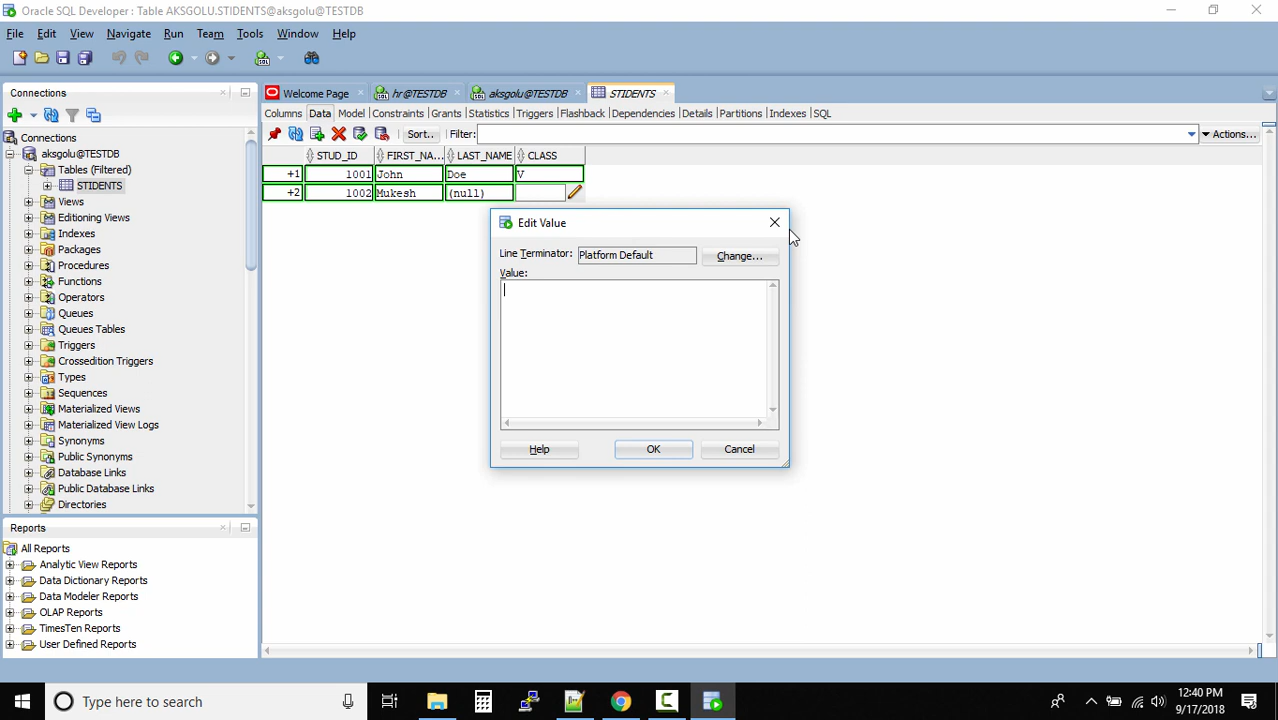 Oracle SQL Developer : Table AKSGOLU.STIDENTS@aksgolu@TESTDB
File Edit View Navigate Run Team Tools Window Help
Connections
Welcome Page hr@TESTDB aksgolu@TESTDB STIDENTS
Columns Data Model Constraints Grants Statistics Triggers Flashback Dependencies Details Partitions Indexes SQL
Sort.. Filter: Actions...
Connections
aksgolu@TESTDB
Tables (Filtered)
STIDENTS
Views
Editioning Views
Indexes
Packages
Procedures
Functions
Operators
Queues
Queues Tables
Triggers
Crossedition Triggers
Types
Sequences
Materialized Views
Materialized View Logs
Synonyms
Public Synonyms
Database Links
Public Database Links
Directories
STUD_ID FIRST_NA... LAST_NAME CLASS
+1 1001 John Doe V
+2 1002 Mukesh (null)
Edit Value
Line Terminator: Platform Default Change...
Value:
Help OK Cancel
Reports
All Reports
Analytic View Reports
Data Dictionary Reports
Data Modeler Reports
OLAP Reports
TimesTen Reports
User Defined Reports
Type here to search
12:40 PM
9/17/2018